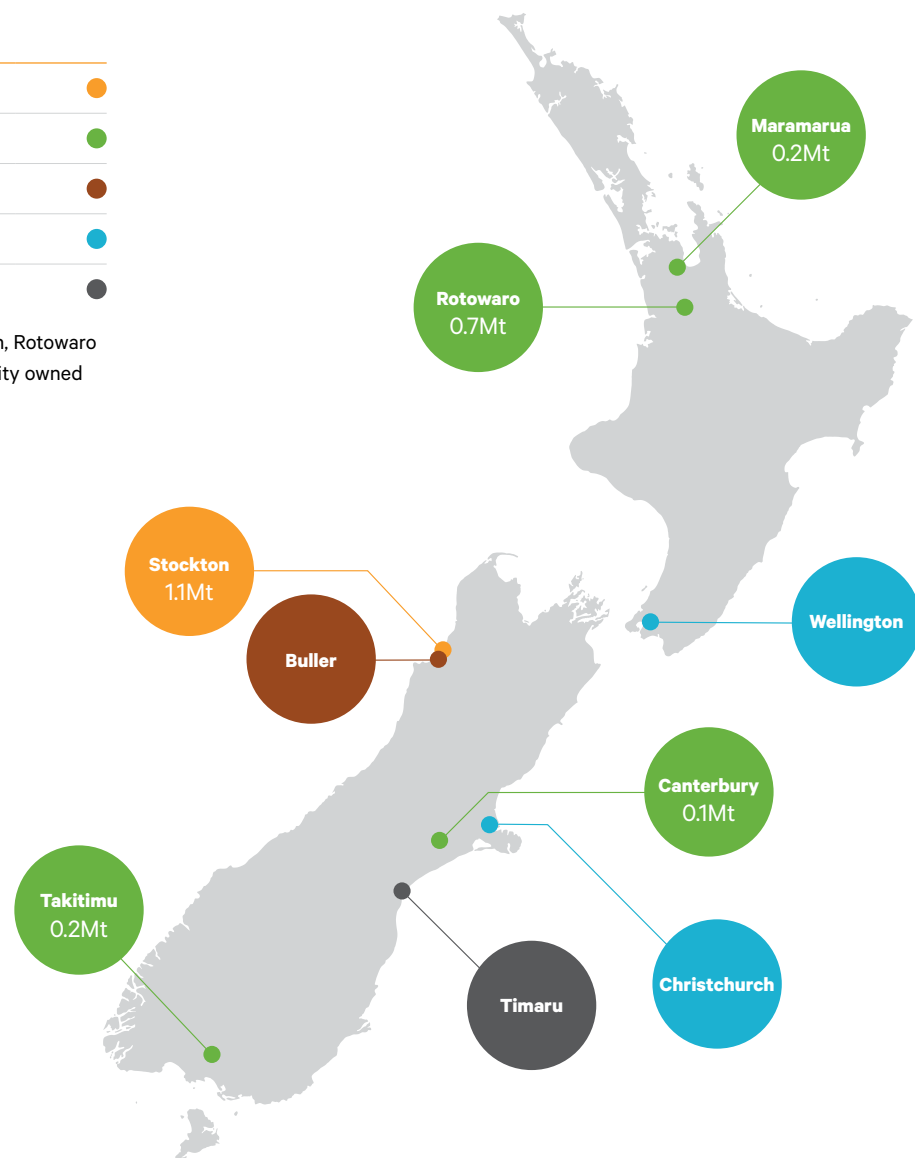 Maramarua
0.2Mt
Rotowaro
0.7Mt
, Rotowaro
owned
Stockton
1.1Mt
Buller
Wellington
Canterbury
0.1Mt
Takitimu
0.2Mt
Timaru
Christchurch